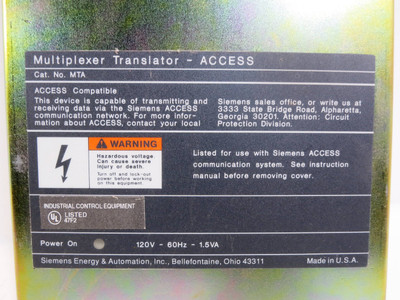 Multiplexer Translator - ACCESS
Cat. No. MTA
ACCESS Compatible
This device is capable of transmitting and
receiving data via the Siemens ACCESS
communication network. For more infor-
mation about ACCESS, contact your local
Siemens sales office, or write us at
3333 State Bridge Road, Alpharetta,
Georgia 30201. Attention: Circuit
Protection Division.
WARNING
Hazardous voltage.
Can cause severe
injury or death.
Turn off and lock-out
power before working
on this equipment.
Listed for use with Siemens ACCESS
communication system. See instruction
manual before removing cover.
INDUSTRIAL CONTROL EQUIPMENT
UL LISTED
47F2
Power On
120V - 60Hz - 1.5VA
Siemens Energy & Automation, Inc., Bellefontaine, Ohio 43311
Made in U.S.A.